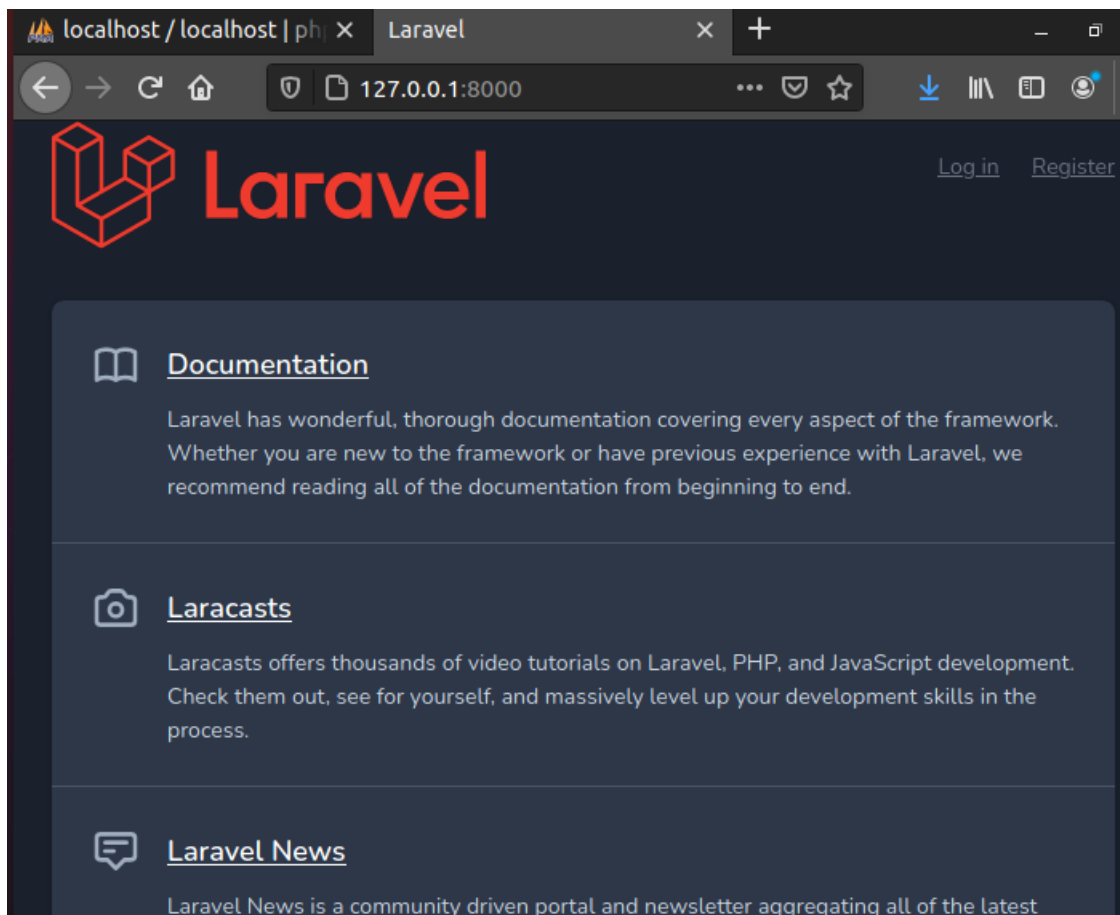 localhost / localhost | ph
Laravel
127.0.0.1:8000
Laravel
Log in
Register
Documentation
Laravel has wonderful, thorough documentation covering every aspect of the framework.
Whether you are new to the framework or have previous experience with Laravel, we
recommend reading all of the documentation from beginning to end.
Laracasts
Laracasts offers thousands of video tutorials on Laravel, PHP, and JavaScript development.
Check them out, see for yourself, and massively level up your development skills in the
process.
Laravel News
Laravel News is a community driven portal and newsletter aggregating all of the latest